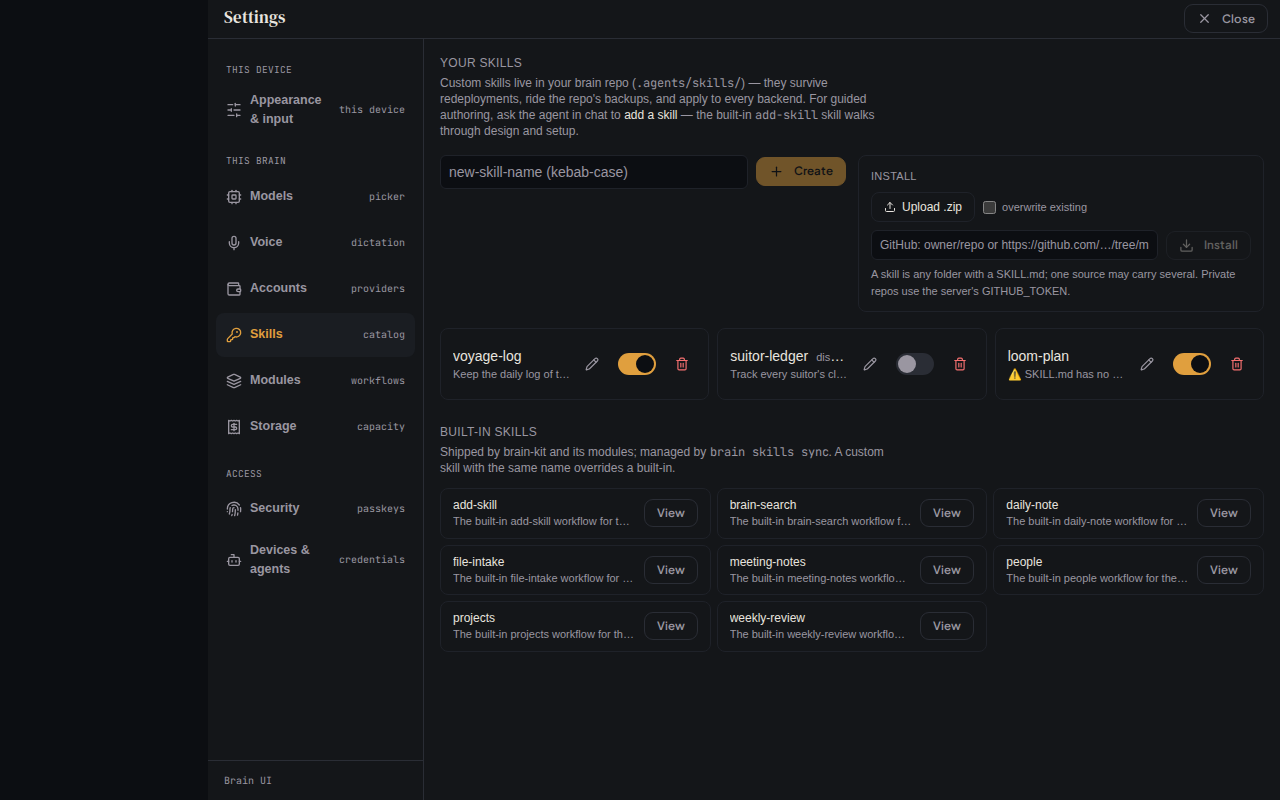 Settings
Close
THIS DEVICE
Appearance & input
this device
THIS BRAIN
Models
picker
Voice
dictation
Accounts
providers
Skills
catalog
Modules
workflows
Storage
capacity
ACCESS
Security
passkeys
Devices & agents
credentials
Brain UI
YOUR SKILLS
Custom skills live in your brain repo (.agents/skills/) — they survive
redeployments, ride the repo's backups, and apply to every backend. For guided
authoring, ask the agent in chat to add a skill — the built-in add-skill skill walks
through design and setup.
new-skill-name (kebab-case)
Create
INSTALL
Upload .zip
overwrite existing
GitHub: owner/repo or https://github.com/…/tree/m
Install
A skill is any folder with a SKILL.md; one source may carry several. Private
repos use the server's GITHUB_TOKEN.
voyage-log
Keep the daily log of t…
suitor-ledger dis…
Track every suitor's cl…
loom-plan
⚠️ SKILL.md has no …
BUILT-IN SKILLS
Shipped by brain-kit and its modules; managed by brain skills sync. A custom
skill with the same name overrides a built-in.
add-skill
The built-in add-skill workflow for t…
View
brain-search
The built-in brain-search workflow f…
View
daily-note
The built-in daily-note workflow for …
View
file-intake
The built-in file-intake workflow for …
View
meeting-notes
The built-in meeting-notes workflo…
View
people
The built-in people workflow for the…
View
projects
The built-in projects workflow for th…
View
weekly-review
The built-in weekly-review workflo…
View